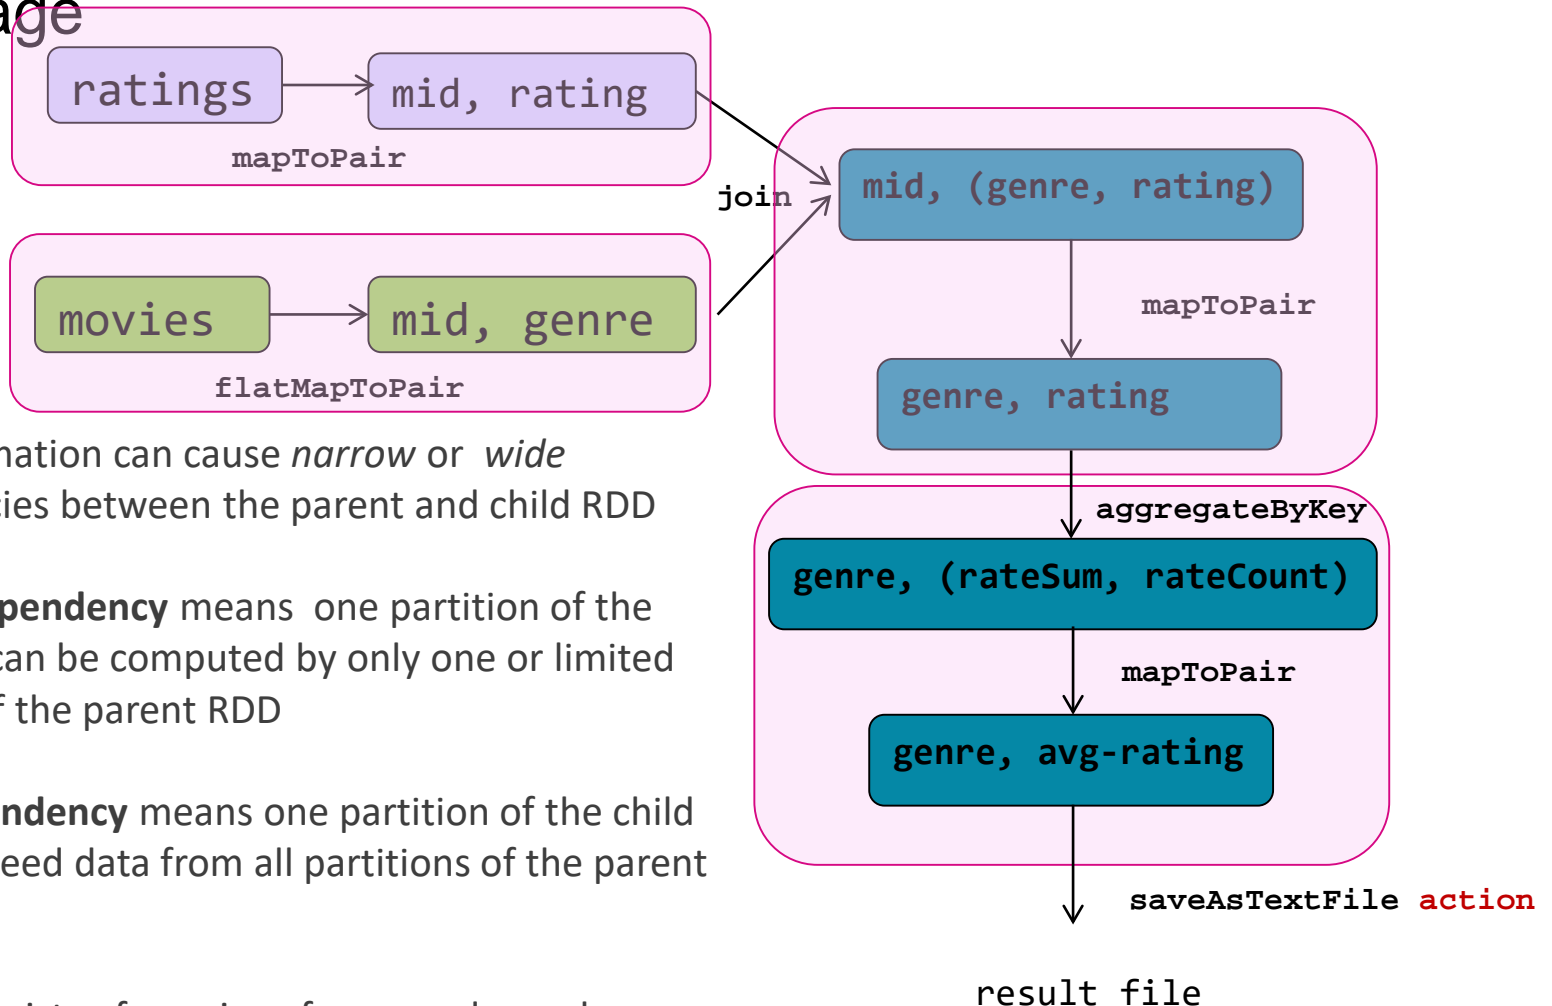 age
ratings
mid, rating
mapToPair
join
mid, (genre, rating)
movies
mid, genre
flatMapToPair
mapToPair
genre, rating
aggregateByKey
genre, (rateSum, rateCount)
mapToPair
genre, avg-rating
saveAsTextFile action
result file
mation can cause narrow or wide
cies between the parent and child RDD
pendency means one partition of the
can be computed by only one or limited
f the parent RDD
ndency means one partition of the child
eed data from all partitions of the parent